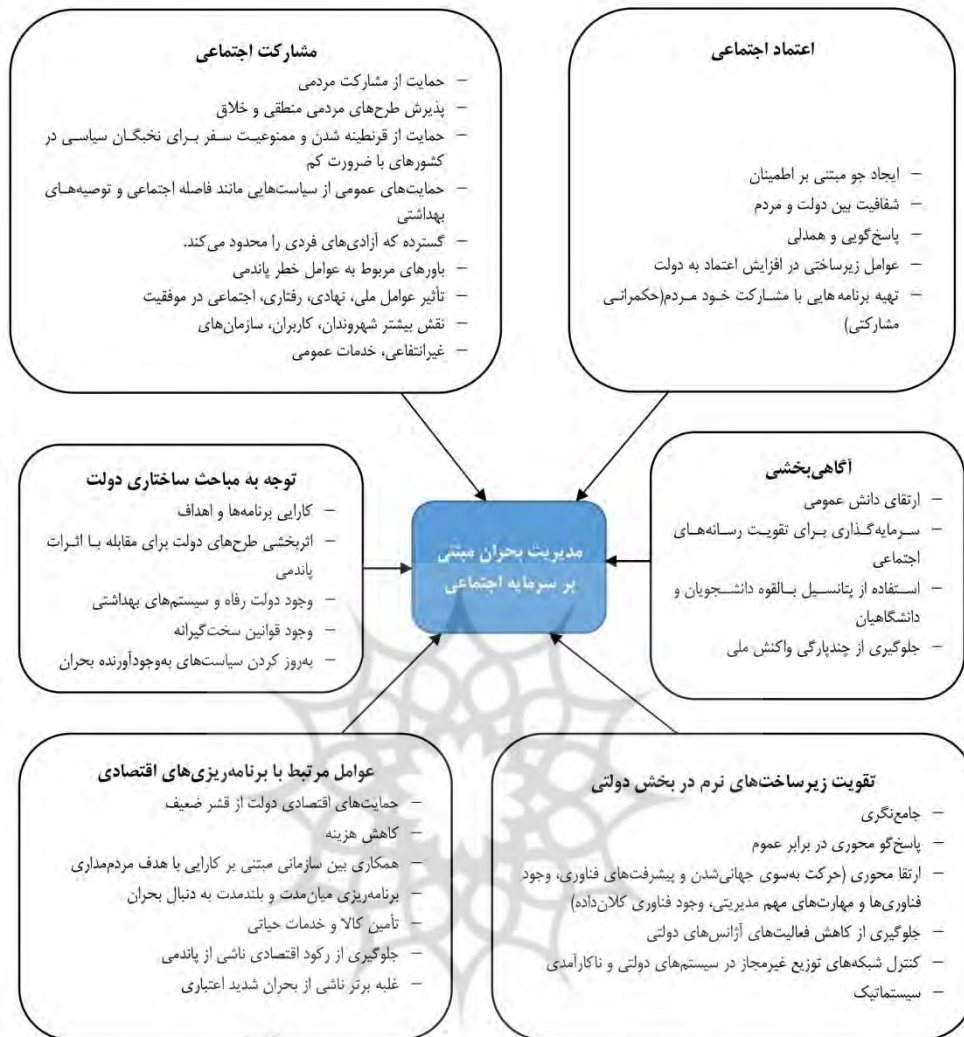 اعتماد اجتماعی
– ایجاد جو مبتنی بر اطمینان
– شفافیت بین دولت و مردم
– پاسخ‌گویی و همدلی
– عوامل زیرساختی در افزایش اعتماد به دولت
– تهیه برنامه هایی با مشارکت خود مردم(حکمرانی
مشارکتی)
مشارکت اجتماعی
– حمایت از مشارکت مردمی
– پذیرش طرح‌های مردمی منطقی و خلاق
– حمایت از قرنطینه شدن و ممنوعیت سفر برای نخبگان سیاسی در
کشورهای با ضرورت کم
– حمایت‌های عمومی از سیاست‌هایی مانند فاصله اجتماعی و توصیه‌های
بهداشتی
– گسترده که آزادی‌های فردی را محدود می‌کند.
– باورهای مربوط به عوامل خطر پاندمی
– تأثیر عوامل ملی، نهادی، رفتاری، اجتماعی در موفقیت
– نقش بیشتر شهروندان، کاربران، سازمان‌های
– غیرانتفاعی، خدمات عمومی
آگاهی‌بخشی
– ارتقای دانش عمومی
– سرمایه‌گذاری برای تقویت رسانه‌های
اجتماعی
– استفاده از پتانسیل بالقوه دانشجویان و
دانشگاهیان
– جلوگیری از چندپارگی واکنش ملی
مدیریت بحران مبتنی
بر سرمایه اجتماعی
توجه به مباحث ساختاری دولت
– کارایی برنامه‌ها و اهداف
– اثربخشی طرح‌های دولت برای مقابله با اثرات
پاندمی
– وجود دولت رفاه و سیستم‌های بهداشتی
– وجود قوانین سخت‌گیرانه
– به‌روز کردن سیاست‌های به‌وجودآورنده بحران
تقویت زیرساخت‌های نرم در بخش دولتی
– جامع‌نگری
– پاسخ‌گو محوری در برابر عموم
– ارتقا محوری (حرکت به‌سوی جهانی‌شدن و پیشرفت‌های فناوری، وجود
فناوری‌ها و مهارت‌های مهم مدیریتی، وجود فناوری کلان‌داده)
– جلوگیری از کاهش فعالیت‌های آژانس‌های دولتی
– کنترل شبکه‌های توزیع غیرمجاز در سیستم‌های دولتی و ناکارآمدی
– سیستماتیک
عوامل مرتبط با برنامه‌ریزی‌های اقتصادی
– حمایت‌های اقتصادی دولت از قشر ضعیف
– کاهش هزینه
– همکاری بین سازمانی مبتنی بر کارایی با هدف مردم‌مداری
– برنامه‌ریزی میان‌مدت و بلندمدت به دنبال بحران
– تأمین کالا و خدمات حیاتی
– جلوگیری از رکود اقتصادی ناشی از پاندمی
– غلبه برتر ناشی از بحران شدید اعتباری